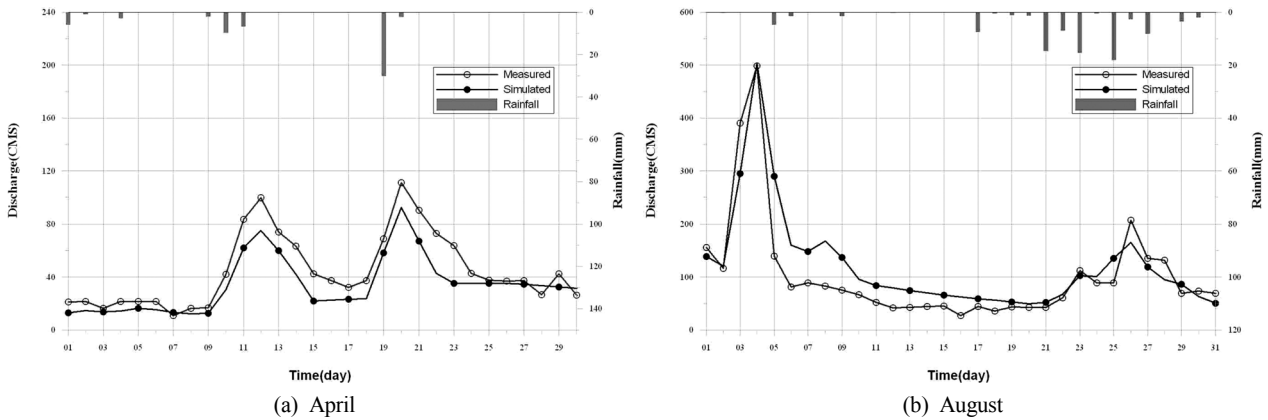 240
200
160
120
80
40
0
Discharge(CMS)
0
20
40
60
80
100
120
140
Rainfall(mm)
Measured
Simulated
Rainfall
01 03 05 07 09 11 13 15 17 19 21 23 25 27 29
Time(day)
(a) April
600
500
400
300
200
100
0
Discharge(CMS)
0
20
40
60
80
100
120
Rainfall(mm)
Measured
Simulated
Rainfall
01 03 05 07 09 11 13 15 17 19 21 23 25 27 29 31
Time(day)
(b) August